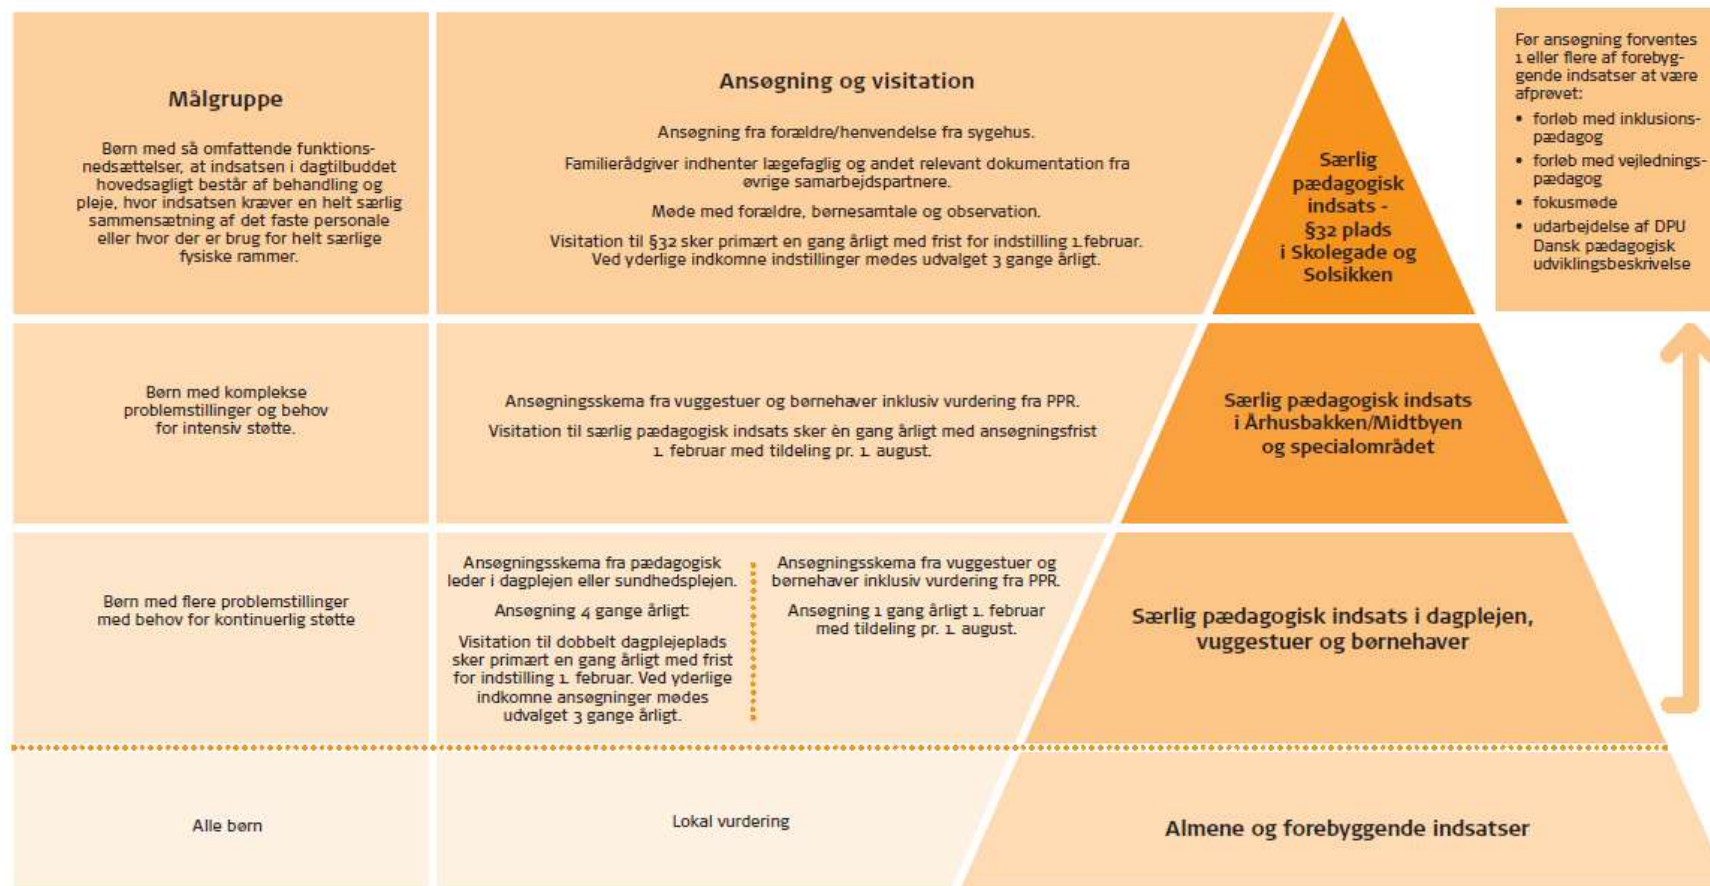 Målgruppe
Børn med så omfattende funktions-
nedsættelser, at indsatsen i dagtilbuddet
hovedsagligt består af behandling og
pleje, hvor indsatsen kræver en helt særlig
sammensætning af det faste personale
eller hvor der er brug for helt særlige
fysiske rammer.
Ansøgning og visitation
Ansøgning fra forældre/henvendelse fra sygehus.
Familierådgiver indhenter lægefaglig og andet relevant dokumentation fra
øvrige samarbejdspartnere.
Møde med forældre, børnesamtale og observation.
Visitation til §32 sker primært en gang årligt med frist for indstilling 1.februar.
Ved yderlige indkomne indstillinger mødes udvalget 3 gange årligt.
Særlig
pædagogisk
indsats -
§32 plads
i Skolegade og
Solsikken
Før ansøgning forventes
1 eller flere af forebyg-
gende indsatser at være
afprøvet:
• forløb med inklusions-
pædagog
• forløb med vejlednings-
pædagog
• fokusmøde
• udarbejdelse af DPU
Dansk pædagogisk
udviklingsbeskrivelse
Børn med komplekse
problemstillinger og behov
for intensiv støtte.
Ansøgningsskema fra vuggestuer og børnehaver inklusiv vurdering fra PPR.
Visitation til særlig pædagogisk indsats sker èn gang årligt med ansøgningsfrist
1. februar med tildeling pr. 1. august.
Særlig pædagogisk indsats
i Århusbakken/Midtbyen
og specialområdet
Børn med flere problemstillinger
med behov for kontinuerlig støtte
Ansøgningsskema fra pædagogisk
leder i dagplejen eller sundhedsplejen.
Ansøgning 4 gange årligt:
Visitation til dobbelt dagplejeplads
sker primært en gang årligt med frist
for indstilling 1. februar. Ved yderlige
indkomne ansøgninger mødes
udvalget 3 gange årligt.
Ansøgningsskema fra vuggestuer og
børnehaver inklusiv vurdering fra PPR.
Ansøgning 1 gang årligt 1. februar
med tildeling pr. 1. august.
Særlig pædagogisk indsats i dagplejen,
vuggestuer og børnehaver
Alle børn
Lokal vurdering
Almene og forebyggende indsatser